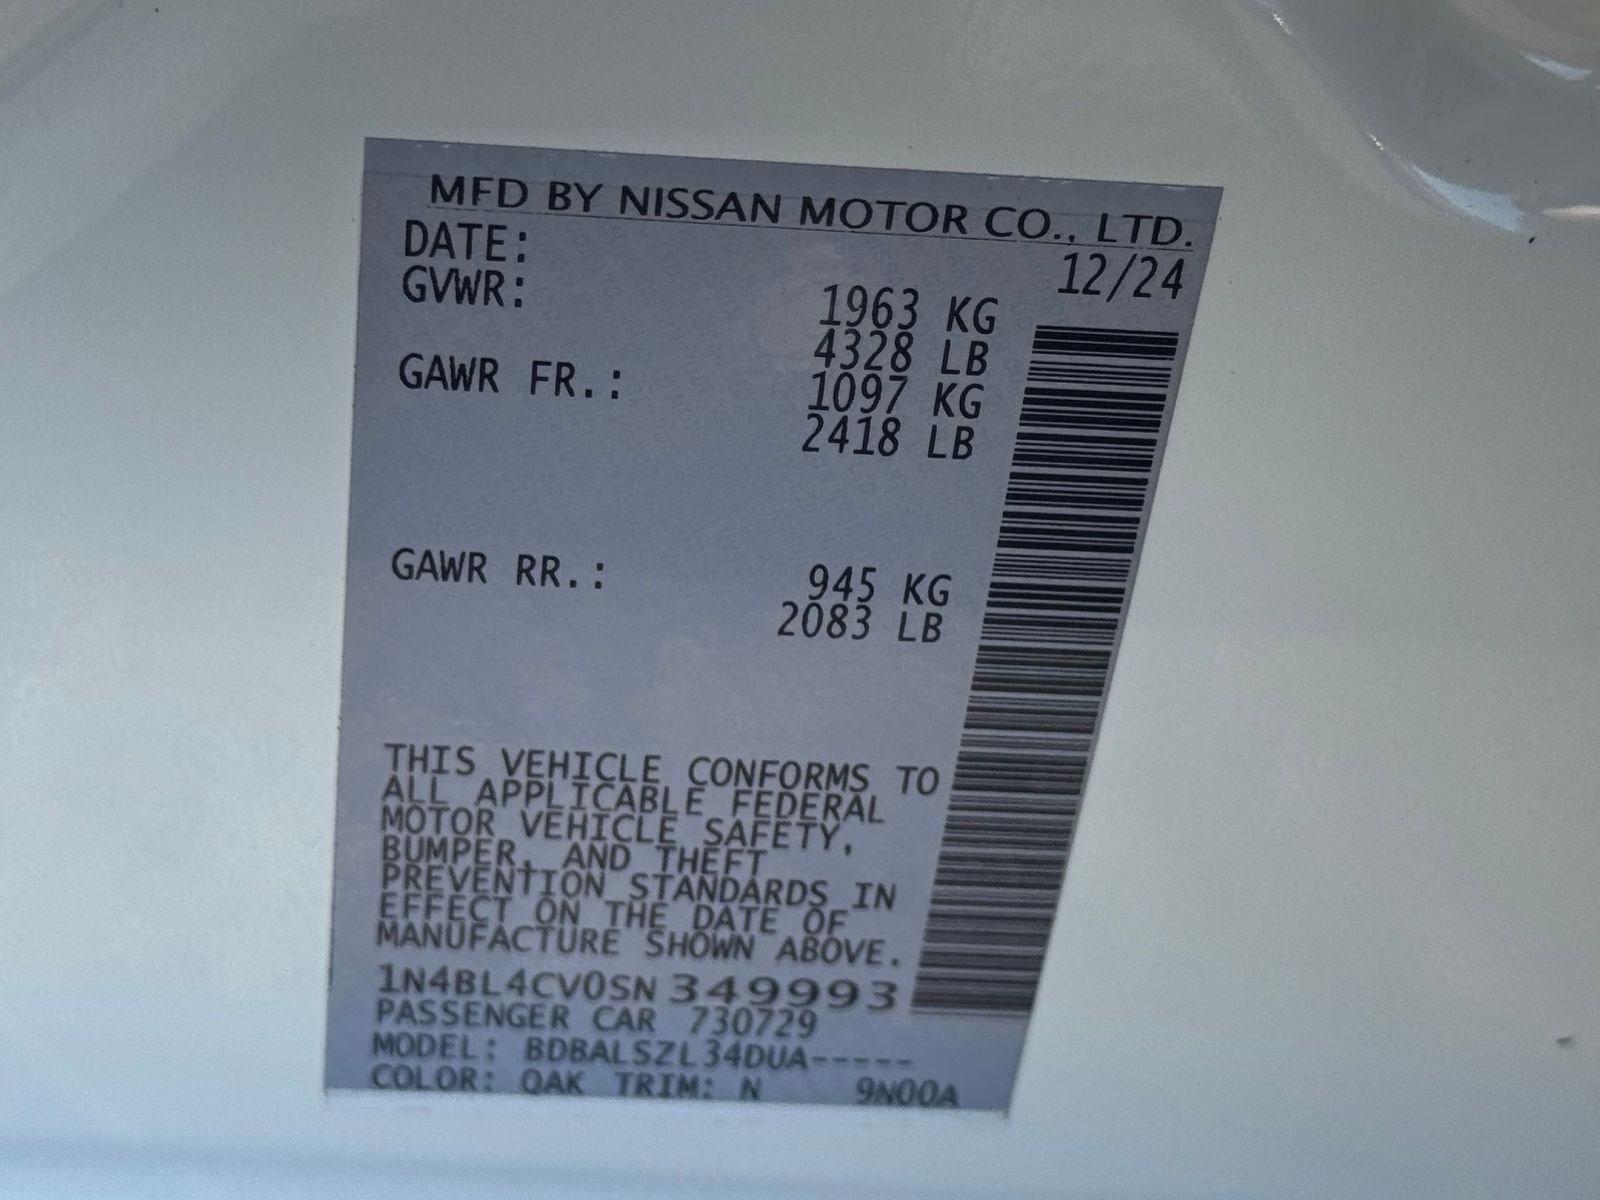 MFD BY NISSAN MOTOR CO., LTD.
DATE: 12/24
GVWR: 1963 KG
4328 LB
GAWR FR.: 1097 KG
2418 LB
GAWR RR.: 945 KG
2083 LB
THIS VEHICLE CONFORMS TO
ALL APPLICABLE FEDERAL
MOTOR VEHICLE SAFETY,
BUMPER, AND THEFT
PREVENTION STANDARDS IN
EFFECT ON THE DATE OF
MANUFACTURE SHOWN ABOVE.
1N4BL4CV0SN349993
PASSENGER CAR 730729
MODEL: BDBALSZL34DUA-----
COLOR: QAK TRIM: N 9N00A